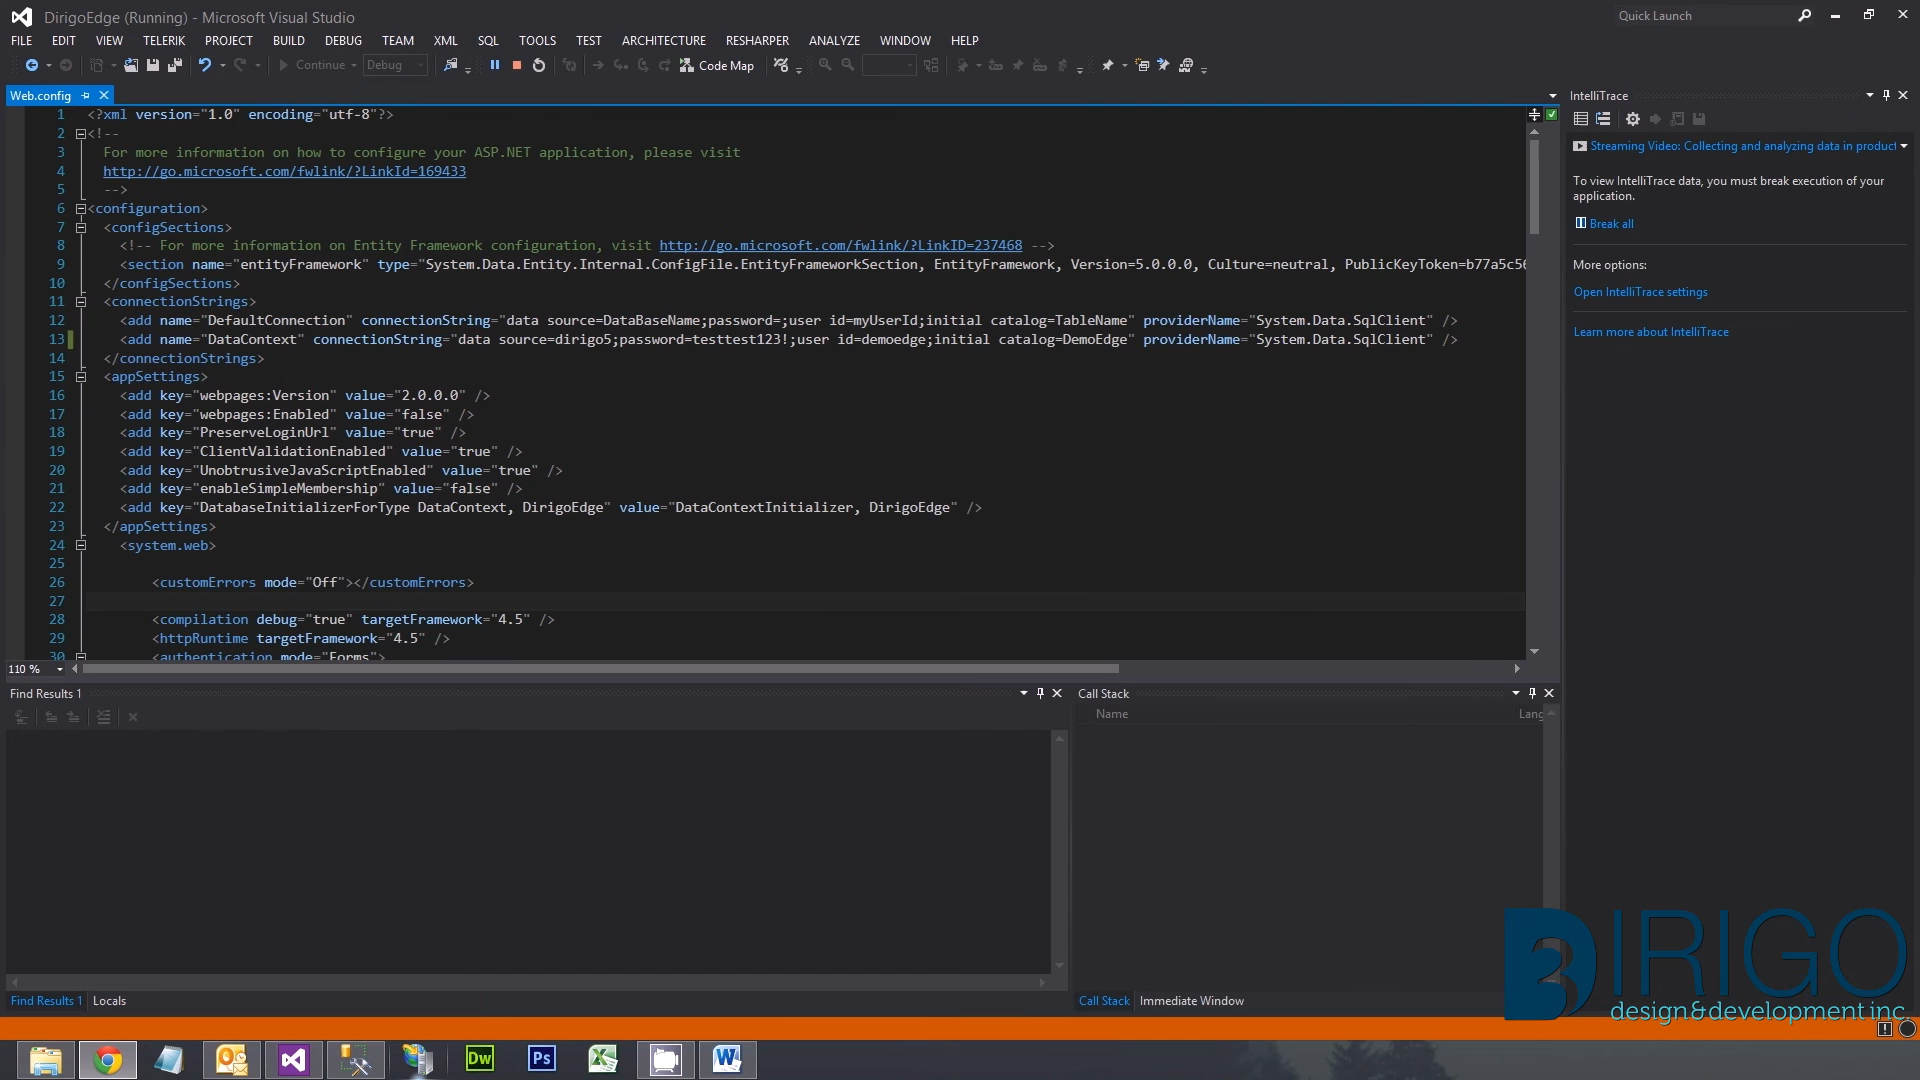 DirigoEdge (Running) - Microsoft Visual Studio
Quick Launch
FILE EDIT VIEW TELERIK PROJECT BUILD DEBUG TEAM XML SQL TOOLS TEST ARCHITECTURE RESHARPER ANALYZE WINDOW HELP
Continue Debug Code Map
Web.config
IntelliTrace
1 <?xml version="1.0" encoding="utf-8"?>
2 <!--
3 For more information on how to configure your ASP.NET application, please visit
4 http://go.microsoft.com/fwlink/?LinkId=169433
5 -->
6 <configuration>
7 <configSections>
8 <!-- For more information on Entity Framework configuration, visit http://go.microsoft.com/fwlink/?LinkID=237468 -->
9 <section name="entityFramework" type="System.Data.Entity.Internal.ConfigFile.EntityFrameworkSection, EntityFramework, Version=5.0.0.0, Culture=neutral, PublicKeyToken=b77a5c56
10 </configSections>
11 <connectionStrings>
12 <add name="DefaultConnection" connectionString="data source=DataBaseName;password=;user id=myUserId;initial catalog=TableName" providerName="System.Data.SqlClient" />
13 <add name="DataContext" connectionString="data source=dirigo5;password=testtest123!;user id=demoedge;initial catalog=DemoEdge" providerName="System.Data.SqlClient" />
14 </connectionStrings>
15 <appSettings>
16 <add key="webpages:Version" value="2.0.0.0" />
17 <add key="webpages:Enabled" value="false" />
18 <add key="PreserveLoginUrl" value="true" />
19 <add key="ClientValidationEnabled" value="true" />
20 <add key="UnobtrusiveJavaScriptEnabled" value="true" />
21 <add key="enableSimpleMembership" value="false" />
22 <add key="DatabaseInitializerForType DataContext, DirigoEdge" value="DataContextInitializer, DirigoEdge" />
23 </appSettings>
24 <system.web>
25
26 <customErrors mode="Off"></customErrors>
27
28 <compilation debug="true" targetFramework="4.5" />
29 <httpRuntime targetFramework="4.5" />
30 <authentication mode="Forms">
110 %
Streaming Video: Collecting and analyzing data in product
To view IntelliTrace data, you must break execution of your
application.
Break all
More options:
Open IntelliTrace settings
Learn more about IntelliTrace
Find Results 1
Call Stack
Name Lang
Find Results 1 Locals
Call Stack Immediate Window
DIRIGO
design&development inc.
Dw Ps